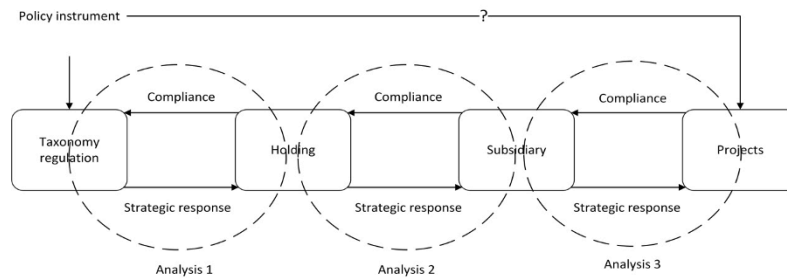 Policy instrument
?
Compliance
Compliance
Compliance
Taxonomy
regulation
Holding
Subsidiary
Projects
Strategic response
Strategic response
Strategic response
Analysis 1
Analysis 2
Analysis 3